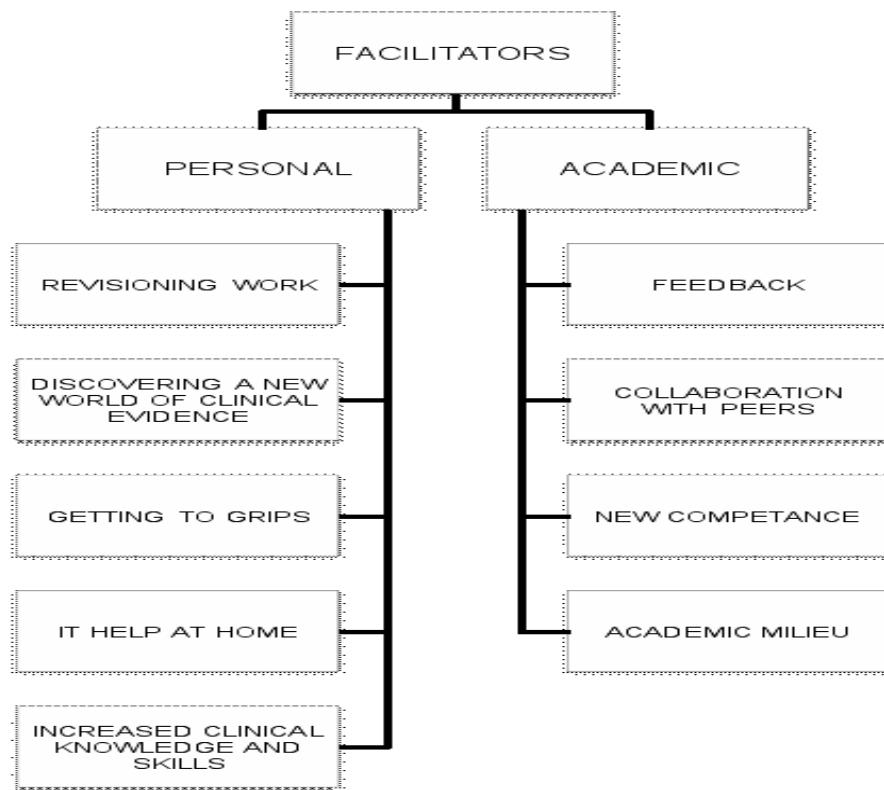 FACILITATORS
PERSONAL
ACADEMIC
REVISIONING WORK
DISCOVERING A NEW
WORLD OF CLINICAL
EVIDENCE
GETTING TO GRIPS
IT HELP AT HOME
INCREASED CLINICAL
KNOWLEDGE AND
SKILLS
FEEDBACK
COLLABORATION
WITH PEERS
NEW COMPETANCE
ACADEMIC MILIEU